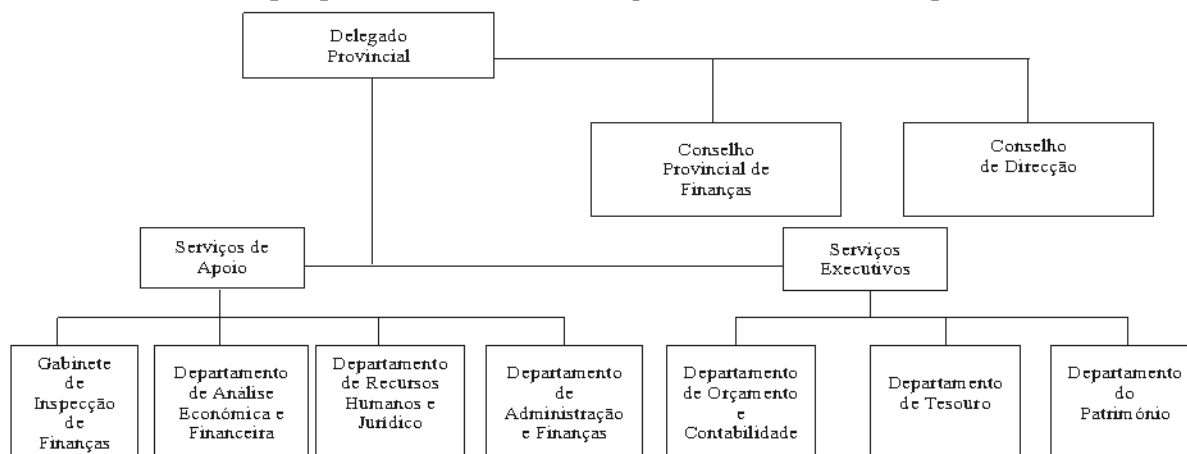 Delegado
Provincial
Conselho
Provincial de
Finanças
Conselho
de Direcção
Serviços de
Apoio
Serviços
Executivos
Gabinete
de
Inspecção
de
Finanças
Departamento
de Análise
Económica e
Financeira
Departamento
de Recursos
Humanos e
Jurídico
Departamento
de
Administração
e Finanças
Departamento
de Orçamento
e
Contabilidade
Departamento
de Tesouro
Departamento
do
Património